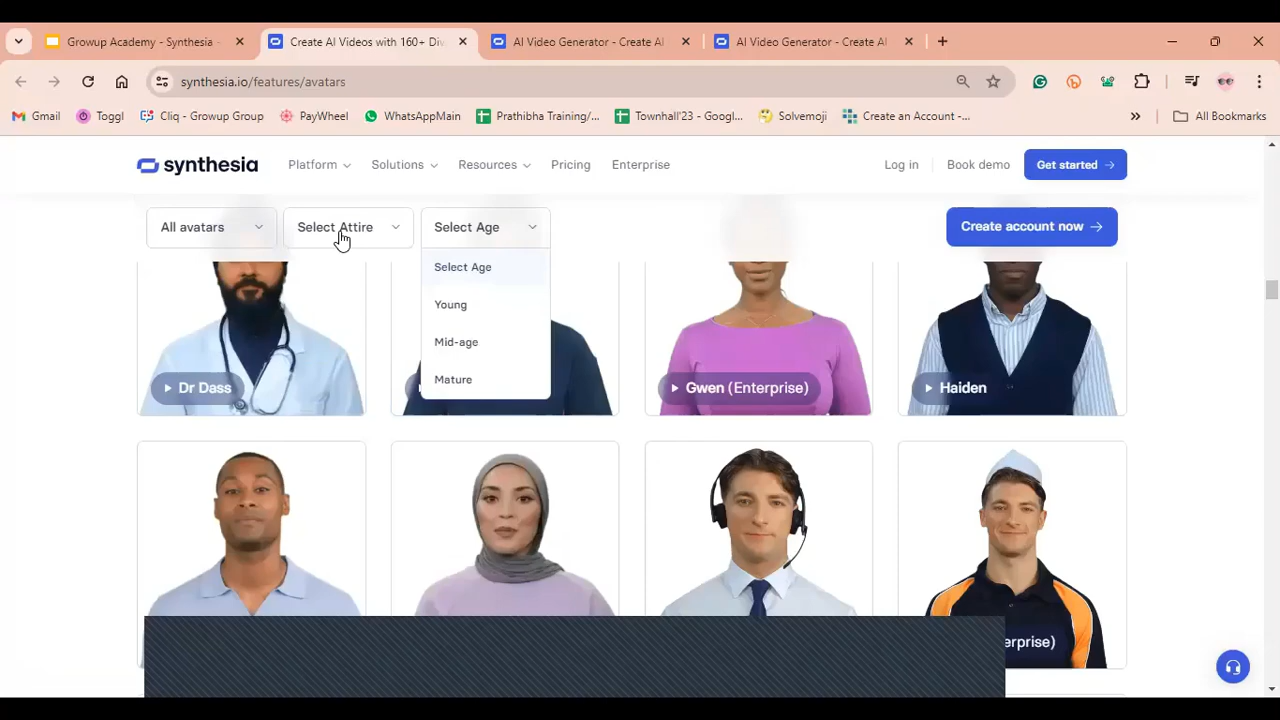 Growup Academy - Synthesia
Create AI Videos with 160+ Div
AI Video Generator - Create AI
AI Video Generator - Create AI
synthesia.io/features/avatars
Gmail
Toggl
Cliq - Growup Group
PayWheel
WhatsAppMain
Prathibha Training/...
Townhall'23 - Googl...
Solvemoji
Create an Account -...
All Bookmarks
synthesia
Platform
Solutions
Resources
Pricing
Enterprise
Log in
Book demo
Get started
All avatars
Select Attire
Select Age
Create account now
Select Age
Young
Mid-age
Mature
Dr Dass
Gwen (Enterprise)
Haiden
erprise)